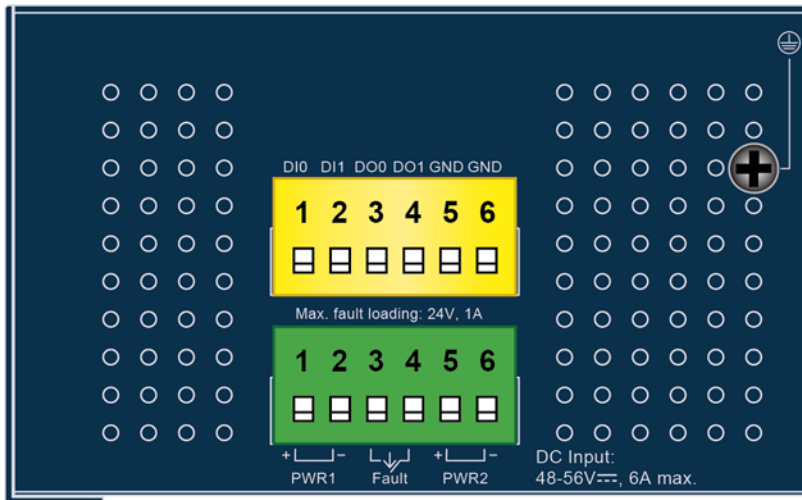 DI0 DI1 DO0 DO1 GND GND
1 2 3 4 5 6
Max. fault loading: 24V, 1A
1 2 3 4 5 6
+ − + −
PWR1 Fault PWR2
DC Input:
48-56V⎓, 6A max.